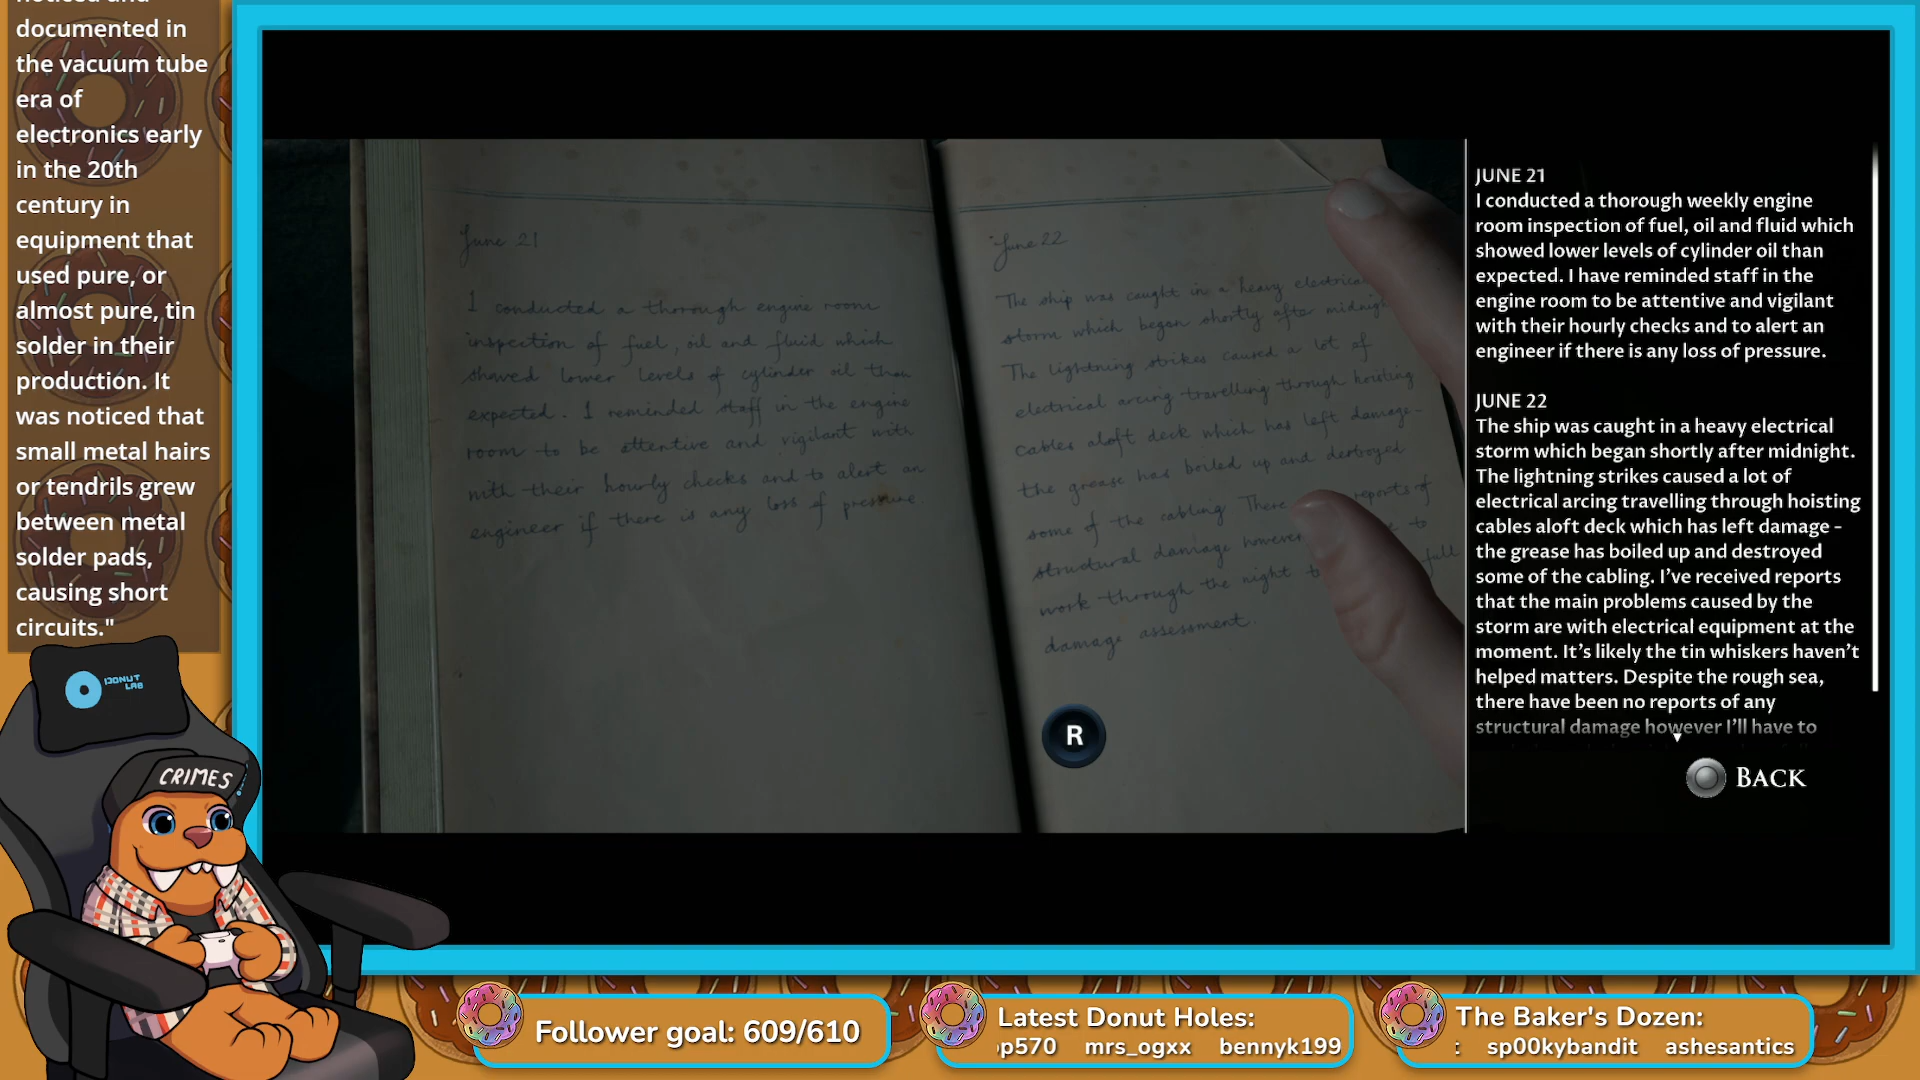 documented in
the vacuum tube
era of
electronics early
in the 20th
century in
equipment that
used pure, or
almost pure, tin
solder in their
production. It
was noticed that
small metal hairs
or tendrils grew
between metal
solder pads,
causing short
circuits."
DONUT
LAB
CRIMES
June 21
I conducted a thorough engine room
inspection of fuel, oil and fluid which
showed lower levels of cylinder oil than
expected. I reminded staff in the engine
room to be attentive and vigilant with
with their hourly checks and to alert an
engineer if there is any loss of pressure.
June 22
The ship was caught in a heavy electrical
storm which began shortly after
The lightning strikes caused a lot of
electrical arcing travelling through hoisting
cables aloft deck which has left damage-
the grease has boiled up and destroyed
some of the cabling There reports of
structural damage however to
work through the night full
damage assessment.
R
JUNE 21
I conducted a thorough weekly engine
room inspection of fuel, oil and fluid which
showed lower levels of cylinder oil than
expected. I have reminded staff in the
engine room to be attentive and vigilant
with their hourly checks and to alert an
engineer if there is any loss of pressure.
JUNE 22
The ship was caught in a heavy electrical
storm which began shortly after midnight.
The lightning strikes caused a lot of
electrical arcing travelling through hoisting
cables aloft deck which has left damage -
the grease has boiled up and destroyed
some of the cabling. I've received reports
that the main problems caused by the
storm are with electrical equipment at the
moment. It's likely the tin whiskers haven't
helped matters. Despite the rough sea,
there have been no reports of any
structural damage however I'll have to
BACK
Follower goal: 609/610
Latest Donut Holes:
p570 mrs_ogxx bennyk199
The Baker's Dozen:
: sp00kybandit ashesantics